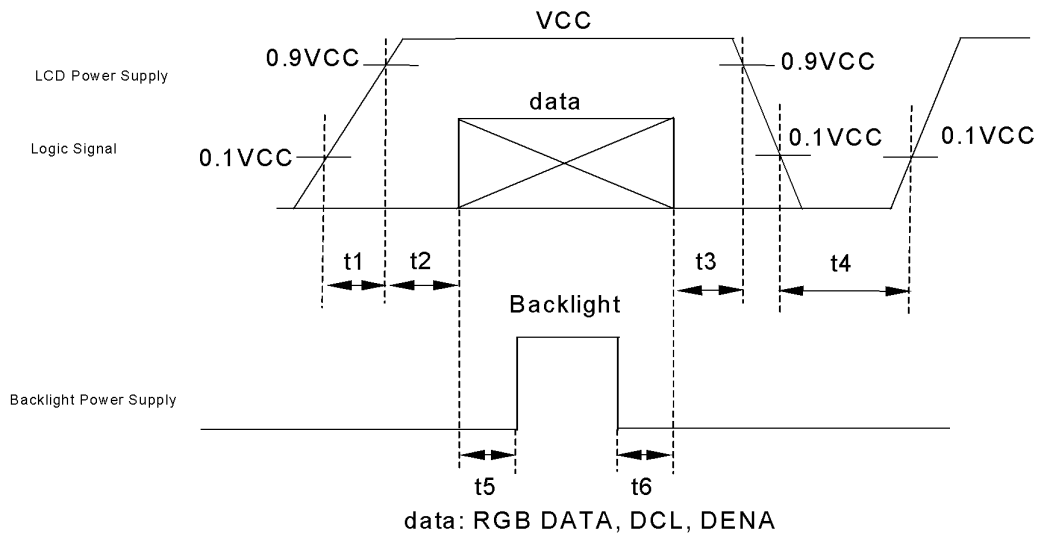 VCC
0.9VCC
0.9VCC
LCD Power Supply
data
Logic Signal
0.1VCC
0.1VCC
0.1VCC
t1
t2
t3
t4
Backlight
Backlight Power Supply
t5
t6
data: RGB DATA, DCL, DENA